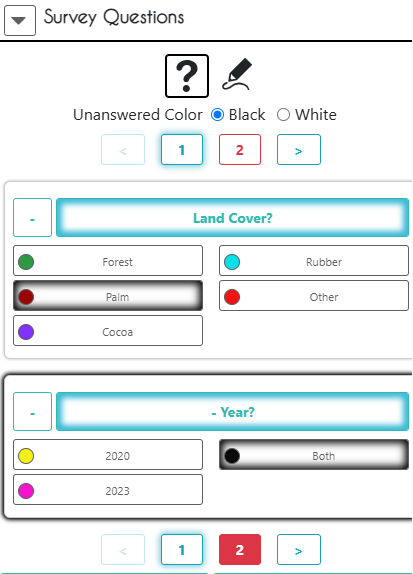 Survey Questions
?
Unanswered Color Black White
< 1 2 >
- Land Cover?
Forest Rubber
Palm Other
Cocoa
- - Year?
2020 Both
2023
< 1 2 >